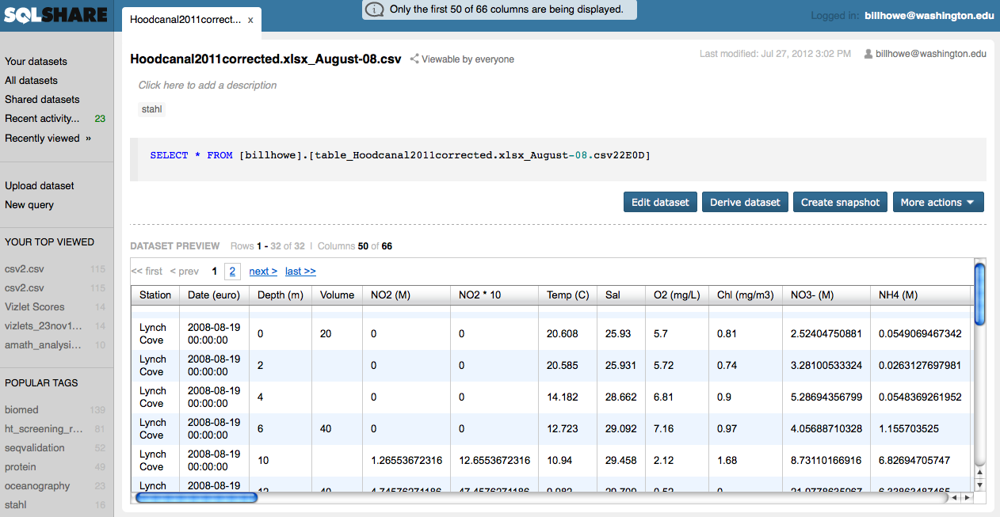 SQLSHARE
Hoodcanal2011correct... x
Only the first 50 of 66 columns are being displayed.
Logged in: billhowe@washington.edu
Your datasets
All datasets
Shared datasets
Recent activity... 23
Recently viewed »
Upload dataset
New query
YOUR TOP VIEWED
csv2.csv 115
csv2.csv 115
Vizlet Scores 14
vizlets_23nov1... 14
amath_analysi... 10
POPULAR TAGS
biomed 139
ht_screening_r... 81
seqvalidation 52
protein 49
oceanography 23
stahl 16
Hoodcanal2011corrected.xlsx_August-08.csv Viewable by everyone
Last modified: Jul 27, 2012 3:02 PM billhowe@washington.edu
Click here to add a description
stahl
SELECT * FROM [billhowe].[table_Hoodcanal2011corrected.xlsx_August-08.csv22E0D]
Edit dataset Derive dataset Create snapshot More actions
DATASET PREVIEW Rows 1 - 32 of 32 | Columns 50 of 66
<< first < prev 1 2 next > last >>
Station Date (euro) Depth (m) Volume NO2 (M) NO2 * 10 Temp (C) Sal O2 (mg/L) Chl (mg/m3) NO3- (M) NH4 (M)
Lynch Cove 2008-08-19 00:00:00 0 20 0 0 20.608 25.93 5.7 0.81 2.52404750881 0.0549069467342
Lynch Cove 2008-08-19 00:00:00 2 0 0 20.585 25.931 5.72 0.74 3.28100533324 0.0263127697981
Lynch Cove 2008-08-19 00:00:00 4 0 0 14.182 28.662 6.81 0.9 5.28694356799 0.0548369261952
Lynch Cove 2008-08-19 00:00:00 6 40 0 0 12.723 29.092 7.16 0.97 4.05688710328 1.155703525
Lynch Cove 2008-08-19 00:00:00 10 1.26553672316 12.6553672316 10.94 29.458 2.12 1.68 8.73110166916 6.82694705747
Lynch 2008-08-19